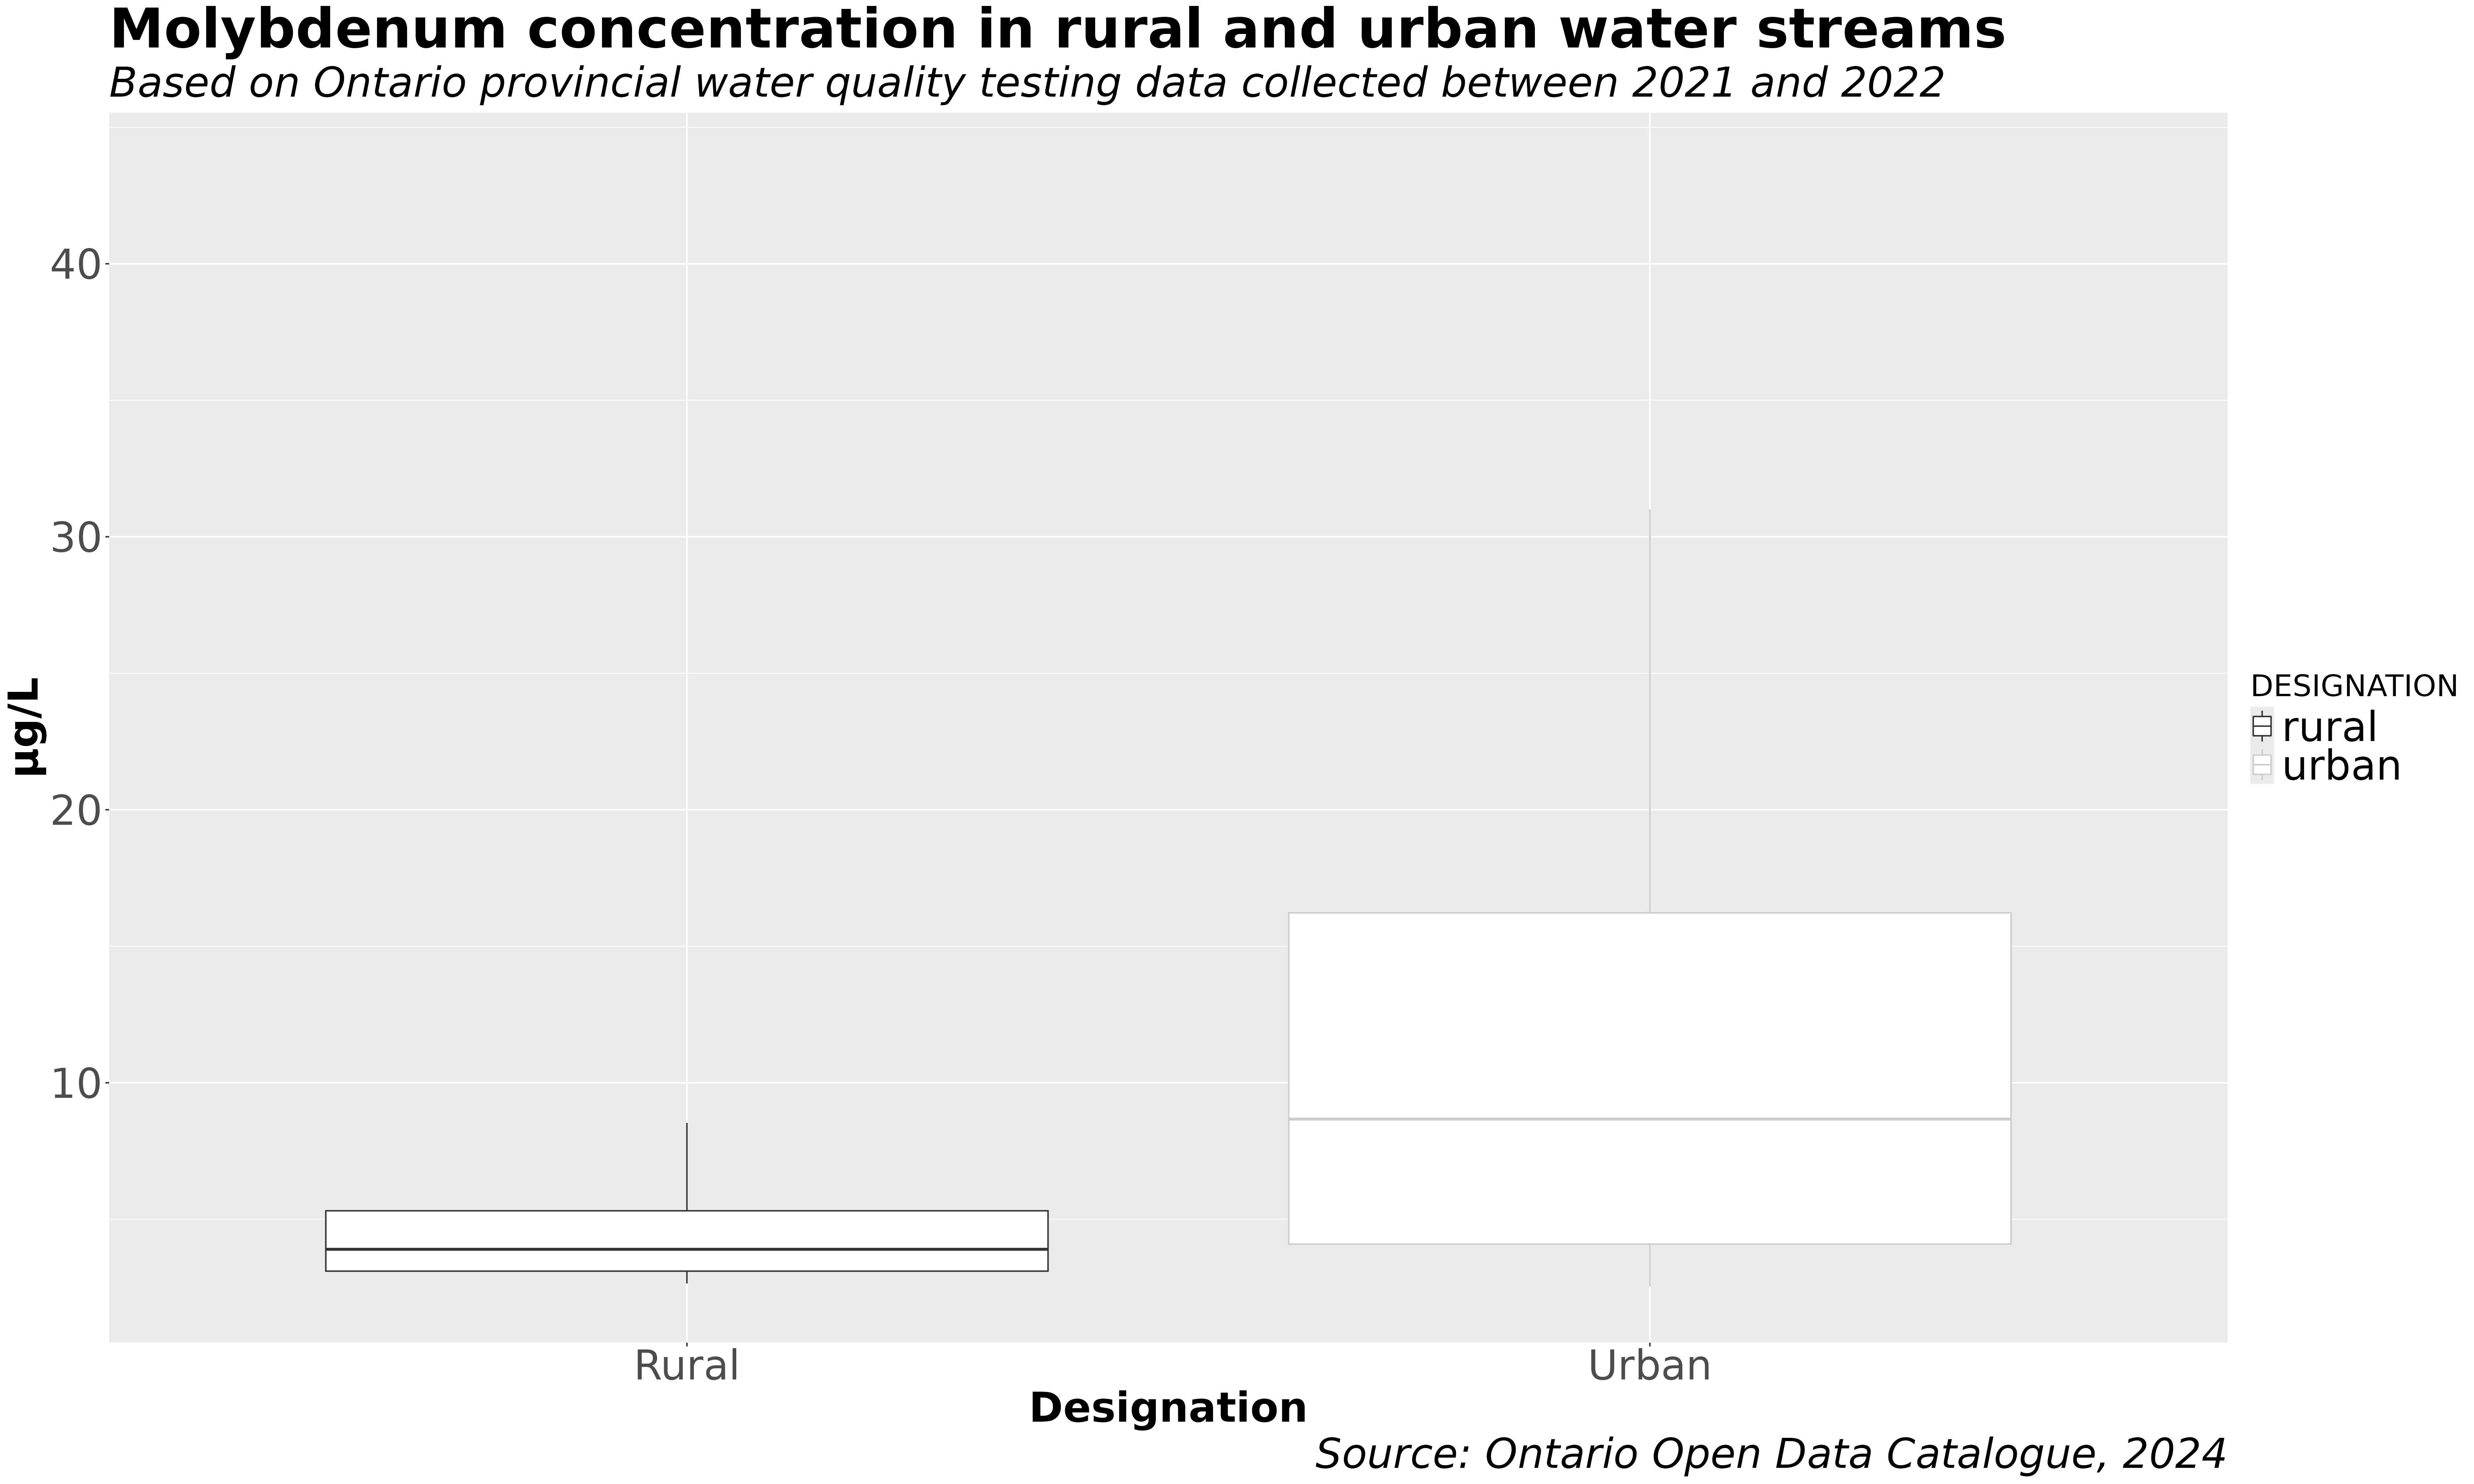 Molybdenum concentration in rural and urban water streams
Based on Ontario provincial water quality testing data collected between 2021 and 2022
40
30
20
10
µg/L
Rural
Urban
Designation
DESIGNATION
rural
urban
Source: Ontario Open Data Catalogue, 2024